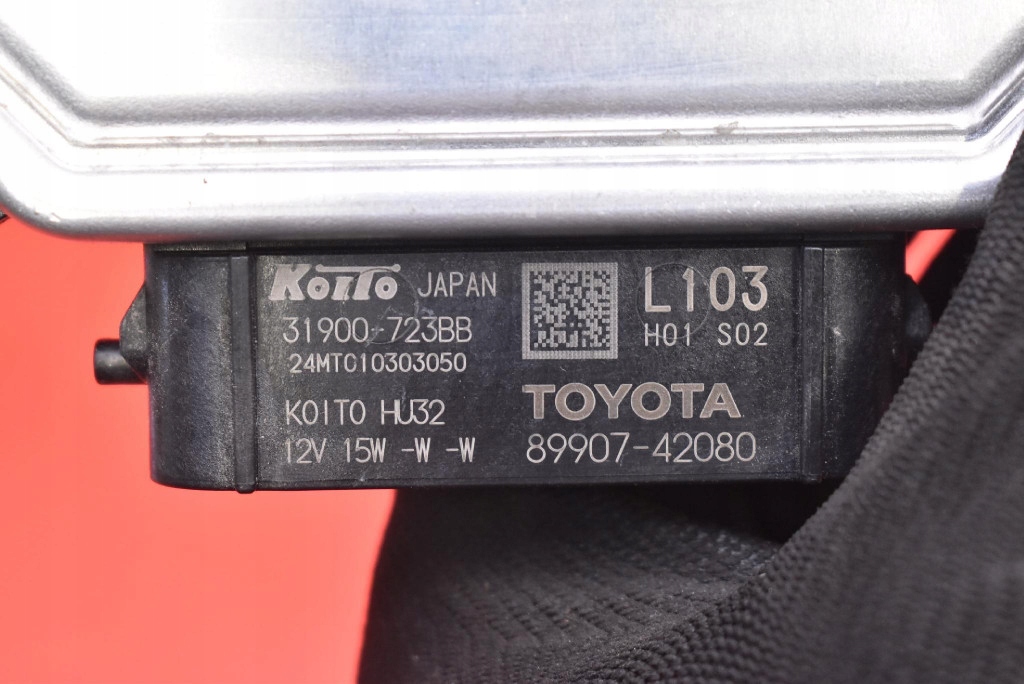 KOITO JAPAN
31900-723BB
24MTC10303050
KOITO HU32
12V 15W -W -W
L103
H01 S02
TOYOTA
89907-42080